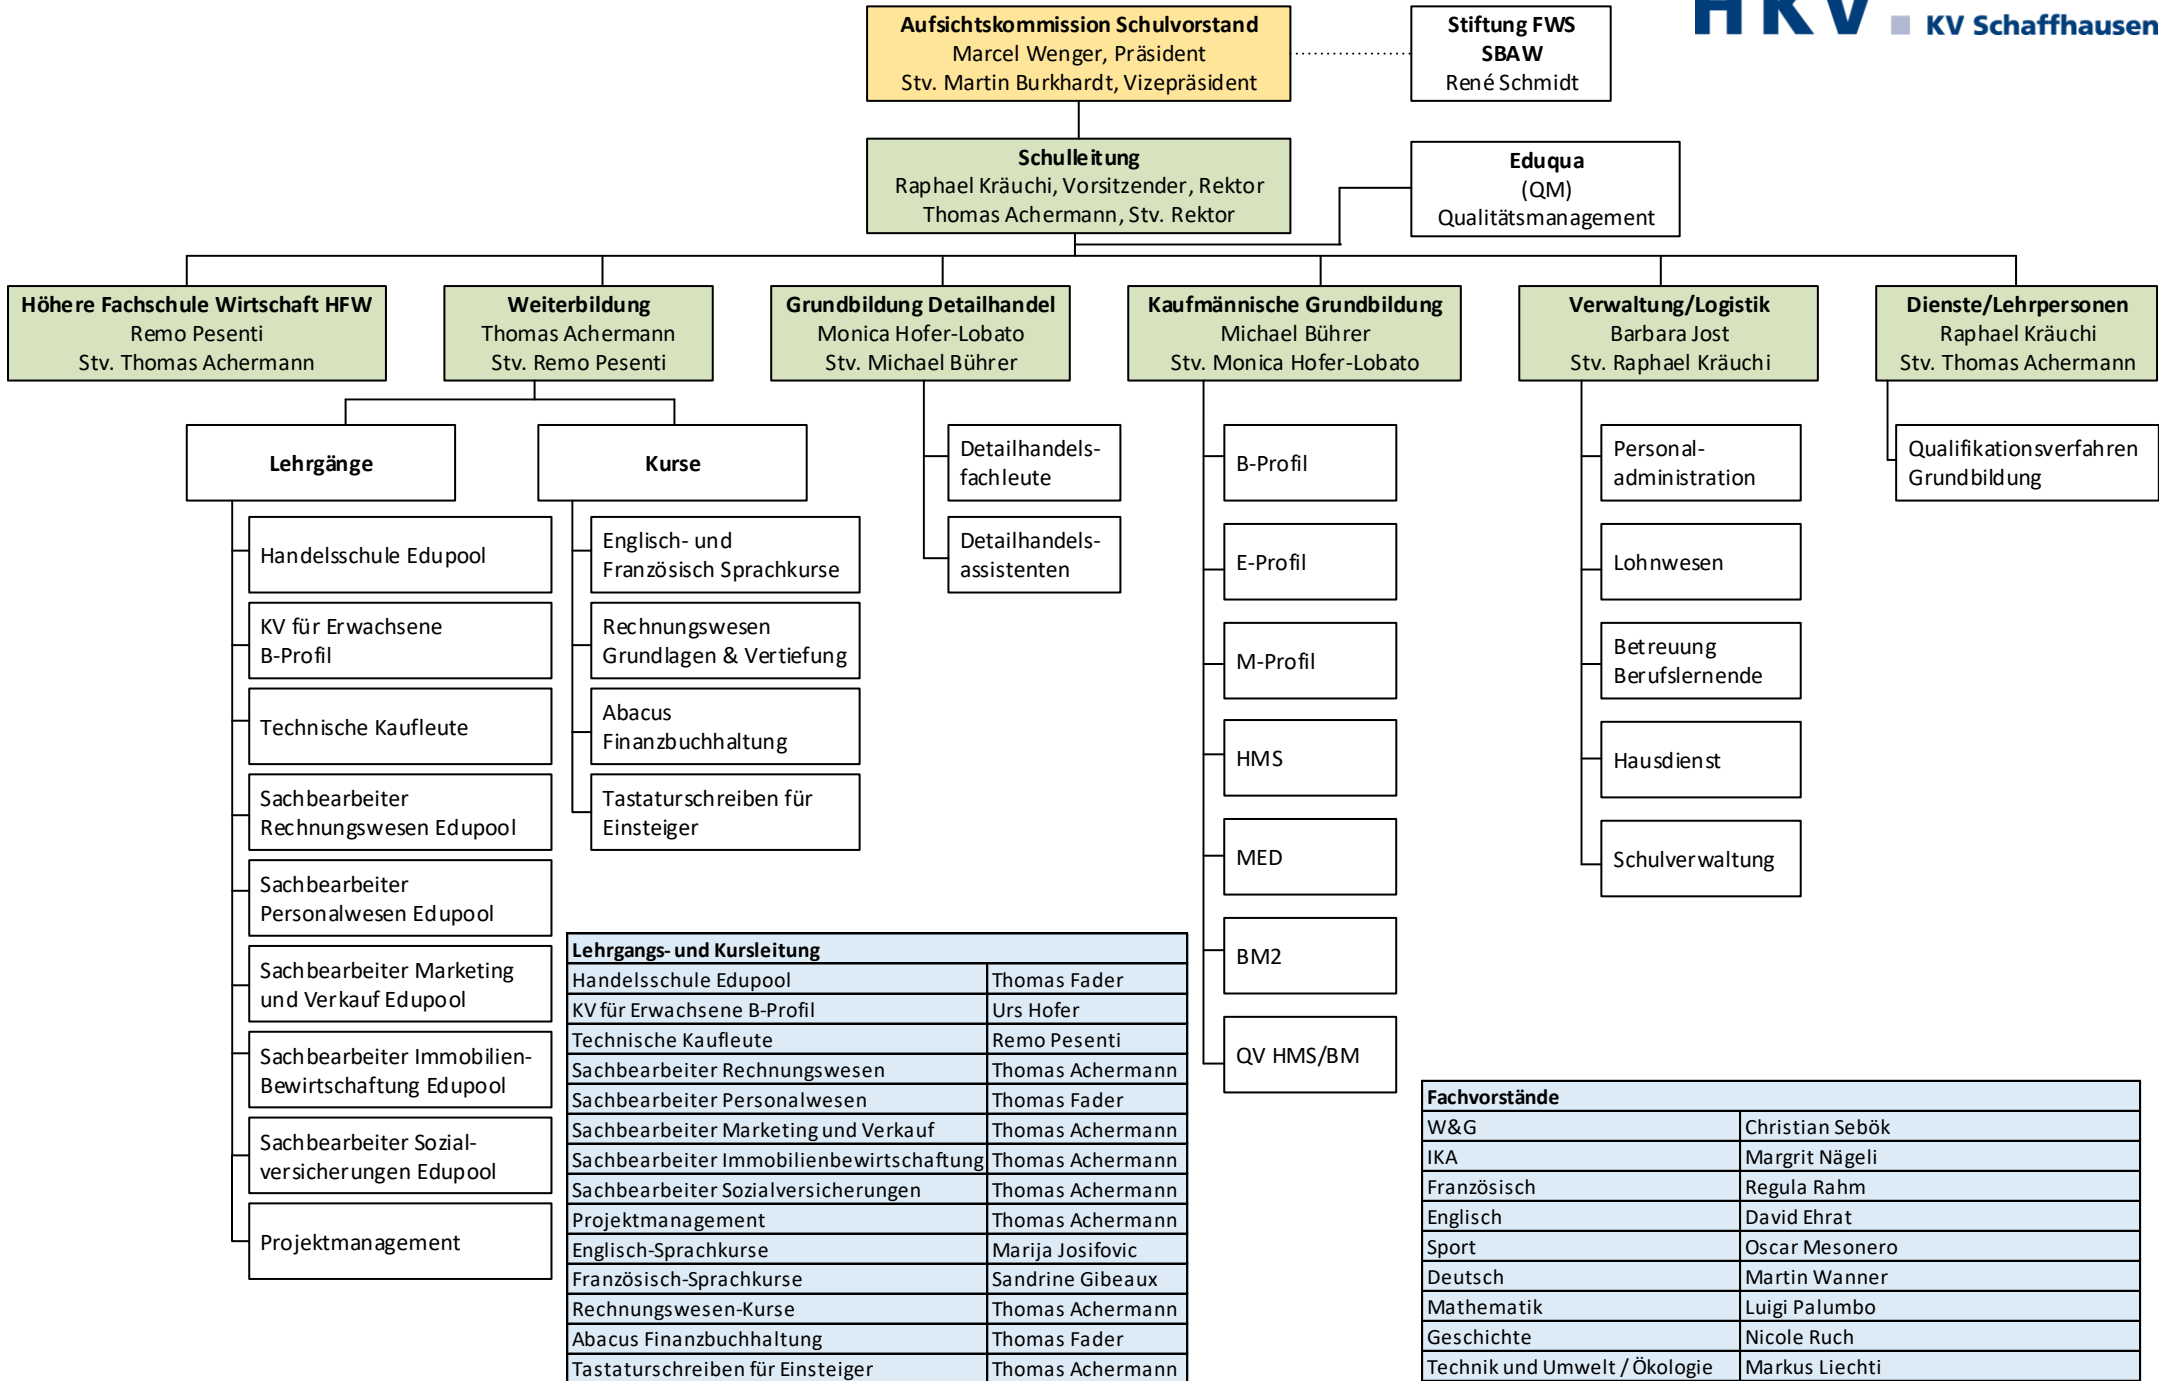 HKV KV Schaffhausen
Aufsichtskommission Schulvorstand
Marcel Wenger, Präsident
Stv. Martin Burkhardt, Vizepräsident
Stiftung FWS
SBAW
René Schmidt
Schulleitung
Raphael Kräuchi, Vorsitzender, Rektor
Thomas Achermann, Stv. Rektor
Eduqua
(QM)
Qualitätsmanagement
Höhere Fachschule Wirtschaft HFW
Remo Pesenti
Stv. Thomas Achermann
Weiterbildung
Thomas Achermann
Stv. Remo Pesenti
Grundbildung Detailhandel
Monica Hofer-Lobato
Stv. Michael Bührer
Kaufmännische Grundbildung
Michael Bührer
Stv. Monica Hofer-Lobato
Verwaltung/Logistik
Barbara Jost
Stv. Raphael Kräuchi
Dienste/Lehrpersonen
Raphael Kräuchi
Stv. Thomas Achermann
Lehrgänge
Handelsschule Edupool
KV für Erwachsene
B-Profil
Technische Kaufleute
Sachbearbeiter
Rechnungswesen Edupool
Sachbearbeiter
Personalwesen Edupool
Sachbearbeiter Marketing
und Verkauf Edupool
Sachbearbeiter Immobilien-
Bewirtschaftung Edupool
Sachbearbeiter Sozial-
versicherungen Edupool
Projektmanagement
Kurse
Englisch- und
Französisch Sprachkurse
Rechnungswesen
Grundlagen & Vertiefung
Abacus
Finanzbuchhaltung
Tastaturschreiben für
Einsteiger
Detailhandels-
fachleute
Detailhandels-
assistenten
B-Profil
E-Profil
M-Profil
HMS
MED
BM2
QV HMS/BM
Personal-
administration
Lohnwesen
Betreuung
Berufslernende
Hausdienst
Schulverwaltung
Qualifikationsverfahren
Grundbildung
Lehrgangs- und Kursleitung
Handelsschule Edupool Thomas Fader
KV für Erwachsene B-Profil Urs Hofer
Technische Kaufleute Remo Pesenti
Sachbearbeiter Rechnungswesen Thomas Achermann
Sachbearbeiter Personalwesen Thomas Fader
Sachbearbeiter Marketing und Verkauf Thomas Achermann
Sachbearbeiter Immobilienbewirtschaftung Thomas Achermann
Sachbearbeiter Sozialversicherungen Thomas Achermann
Projektmanagement Thomas Achermann
Englisch-Sprachkurse Marija Josifovic
Französisch-Sprachkurse Sandrine Gibeaux
Rechnungswesen-Kurse Thomas Achermann
Abacus Finanzbuchhaltung Thomas Fader
Tastaturschreiben für Einsteiger Thomas Achermann
Fachvorstände
W&G Christian Sebök
IKA Margrit Nägeli
Französisch Regula Rahm
Englisch David Ehrat
Sport Oscar Mesonero
Deutsch Martin Wanner
Mathematik Luigi Palumbo
Geschichte Nicole Ruch
Technik und Umwelt / Ökologie Markus Liechti